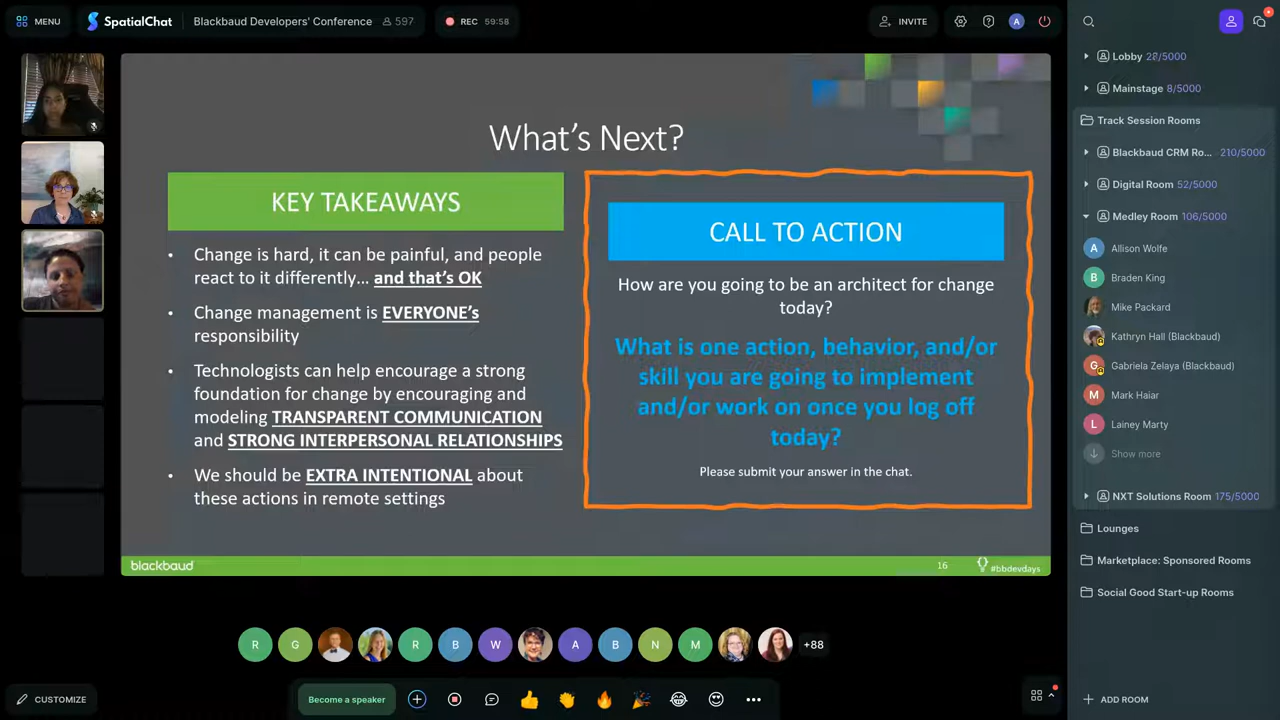 MENU
SpatialChat
Blackbaud Developers' Conference 597
REC 59:58
INVITE
A
What's Next?
KEY TAKEAWAYS
• Change is hard, it can be painful, and people
react to it differently... and that's OK
• Change management is EVERYONE's
responsibility
• Technologists can help encourage a strong
foundation for change by encouraging and
modeling TRANSPARENT COMMUNICATION
and STRONG INTERPERSONAL RELATIONSHIPS
• We should be EXTRA INTENTIONAL about
these actions in remote settings
CALL TO ACTION
How are you going to be an architect for change
today?
What is one action, behavior, and/or
skill you are going to implement
and/or work on once you log off
today?
Please submit your answer in the chat.
blackbaud
16
#bbdevdays
R G R B W A B N M +88
CUSTOMIZE
Become a speaker
Lobby 28/5000
Mainstage 8/5000
Track Session Rooms
Blackbaud CRM Ro... 210/5000
Digital Room 52/5000
Medley Room 106/5000
A Allison Wolfe
B Braden King
Mike Packard
Kathryn Hall (Blackbaud)
G Gabriela Zelaya (Blackbaud)
M Mark Haiar
L Lainey Marty
Show more
NXT Solutions Room 175/5000
Lounges
Marketplace: Sponsored Rooms
Social Good Start-up Rooms
ADD ROOM